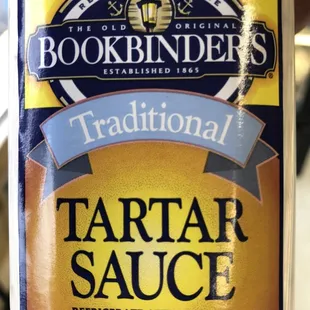 THE OLD ORIGINAL
BOOKBINDER'S
ESTABLISHED 1865
Traditional
TARTAR
SAUCE